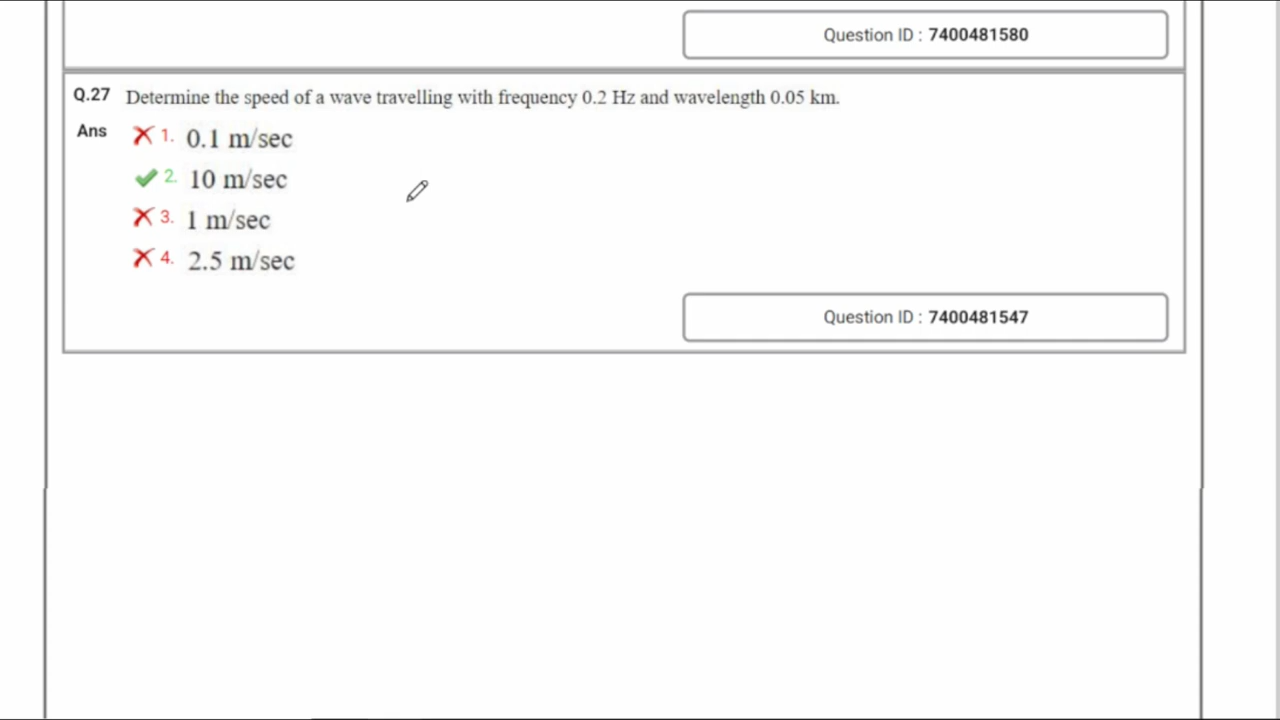 Question ID : 7400481580
Q.27 Determine the speed of a wave travelling with frequency 0.2 Hz and wavelength 0.05 km.
Ans 1. 0.1 m/sec
2. 10 m/sec
3. 1 m/sec
4. 2.5 m/sec
Question ID : 7400481547